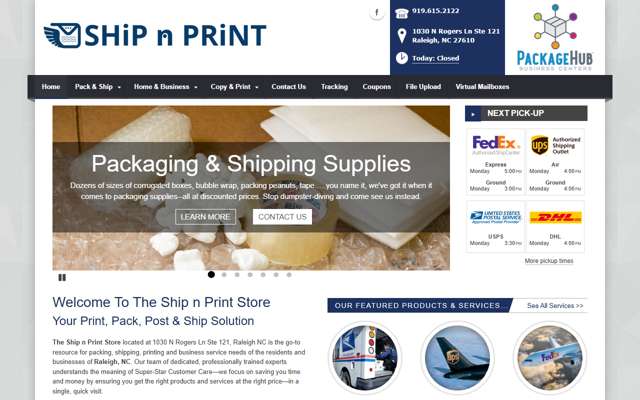 SHiP n PRiNT
f
919.615.2122
1030 N Rogers Ln Ste 121
Raleigh, NC 27610
Today: Closed
PACKAGEHUB
BUSINESS CENTERS
Home Pack & Ship Home & Business Copy & Print Contact Us Tracking Coupons File Upload Virtual Mailboxes
Packaging & Shipping Supplies
Dozens of sizes of corrugated boxes, bubble wrap, packing peanuts, tape.....you name it, we've got it when it
comes to packaging supplies--all at discounted prices. Stop dumpster-diving and come see us instead.
LEARN MORE CONTACT US
NEXT PICK-UP
FedEx
Authorized ShipCenter
Express
Monday 5:00 PM
Ground
Monday 3:00 PM
ups Authorized
Shipping
Outlet
Air
Monday 4:00 PM
Ground
Monday 4:00 PM
UNITED STATES
POSTAL SERVICE
Approved Postal Provider
USPS
Monday 3:30 PM
DHL
DHL
Monday 4:00 PM
More pickup times
Welcome To The Ship n Print Store
Your Print, Pack, Post & Ship Solution
The Ship n Print Store located at 1030 N Rogers Ln Ste 121, Raleigh NC is the go-to
resource for packing, shipping, printing and business service needs of the residents and
businesses of Raleigh, NC. Our team of dedicated, professionally trained experts
understands the meaning of Super-Star Customer Care—we focus on saving you time
and money by ensuring you get the right products and services at the right price—in a
single, quick visit.
OUR FEATURED PRODUCTS & SERVICES...
See All Services >>
ups
FedEx